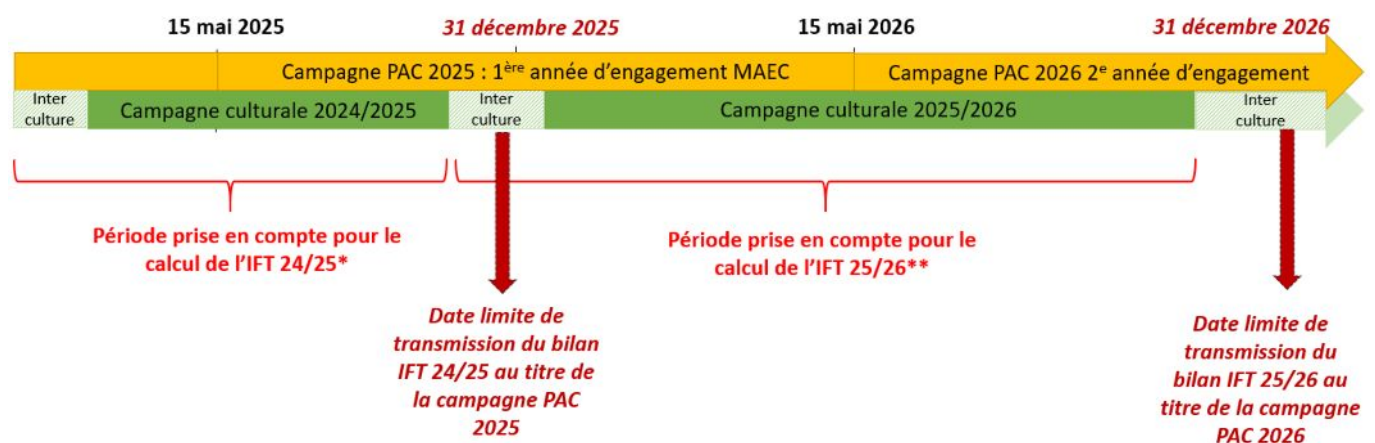 15 mai 2025
31 décembre 2025
15 mai 2026
31 décembre 2026
Campagne PAC 2025 : 1ère année d’engagement MAEC
Campagne PAC 2026 2e année d’engagement
Inter
culture
Campagne culturale 2024/2025
Inter
culture
Campagne culturale 2025/2026
Inter
culture
Période prise en compte pour le
calcul de l’IFT 24/25*
Période prise en compte pour le
calcul de l’IFT 25/26**
Date limite de
transmission du bilan
IFT 24/25 au titre de
la campagne PAC
2025
Date limite de
transmission du
bilan IFT 25/26 au
titre de la campagne
PAC 2026